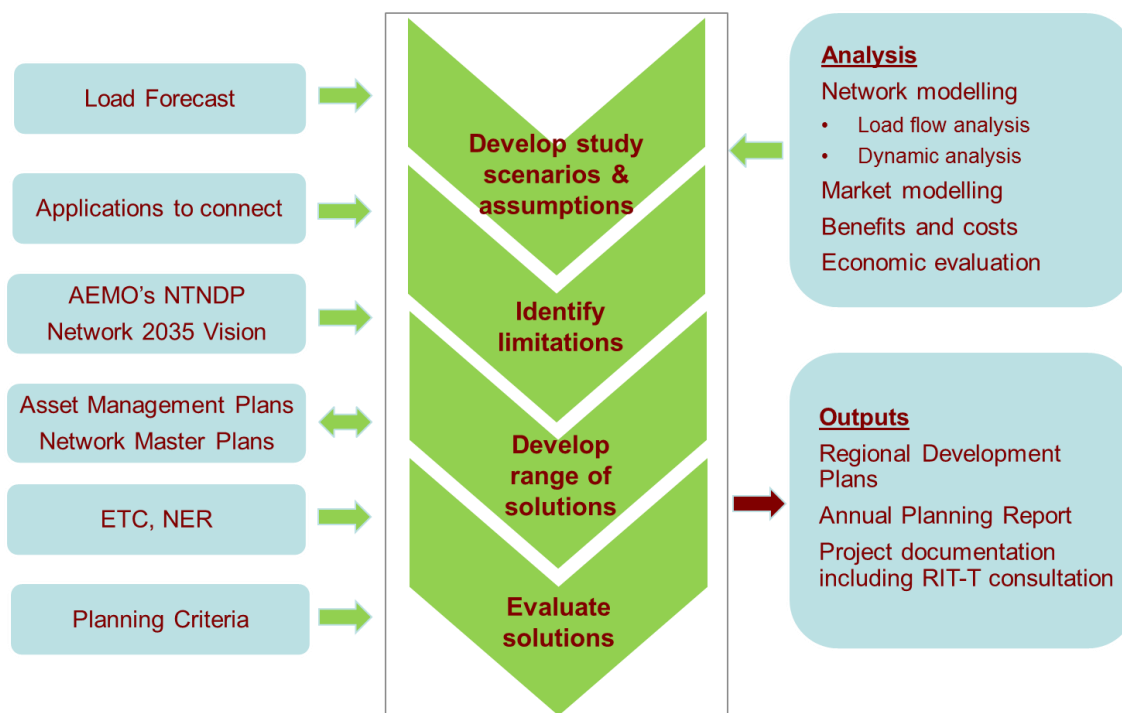 Load Forecast
Applications to connect
AEMO's NTNDP
Network 2035 Vision
Asset Management Plans
Network Master Plans
ETC, NER
Planning Criteria
Develop study
scenarios &
assumptions
Identify
limitations
Develop
range of
solutions
Evaluate
solutions
Analysis
Network modelling
• Load flow analysis
• Dynamic analysis
Market modelling
Benefits and costs
Economic evaluation
Outputs
Regional Development
Plans
Annual Planning Report
Project documentation
including RIT-T consultation